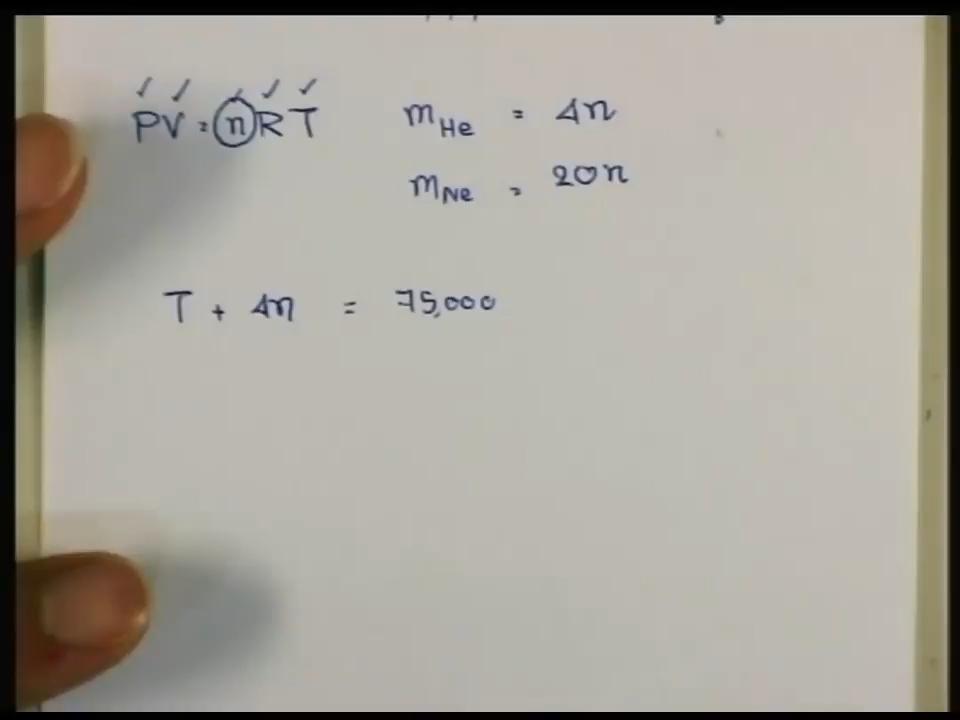 PV = nRT m_He = 4n
m_Ne = 20n
T + 4n = 75,000